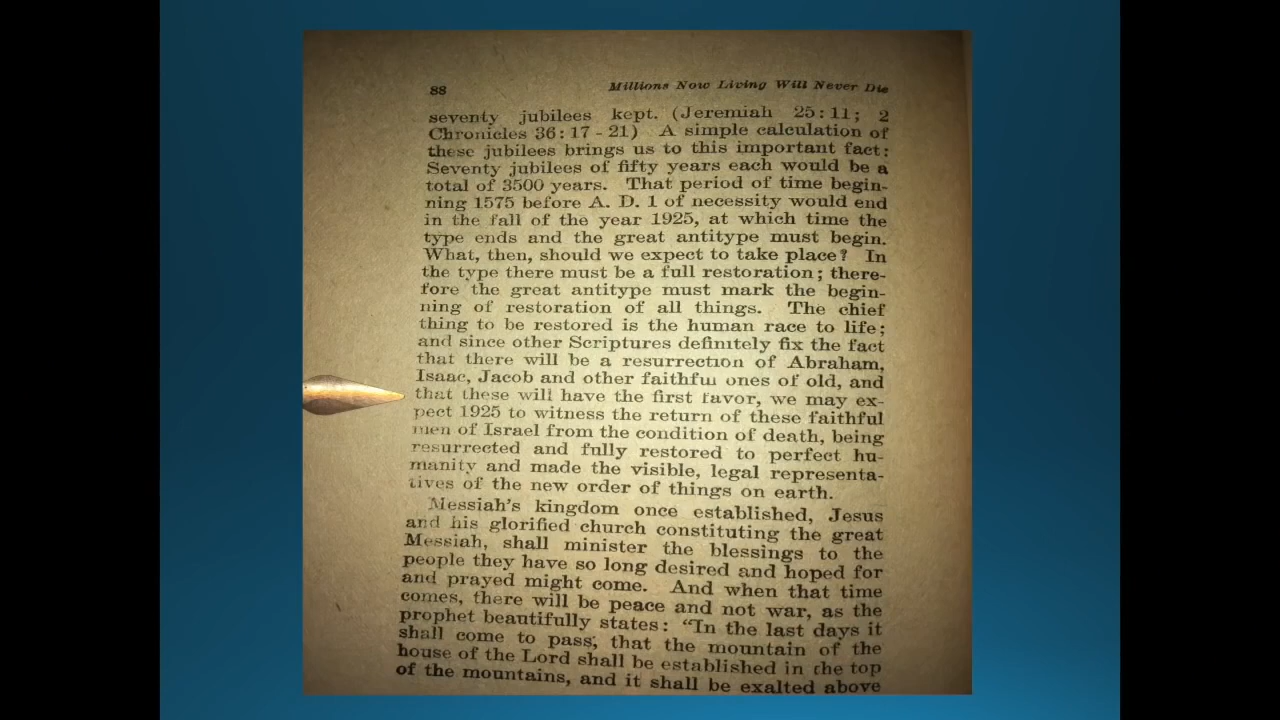 88 Millions Now Living Will Never Die
seventy jubilees kept. (Jeremiah 25:11; 2
Chronicles 36:17-21) A simple calculation of
these jubilees brings us to this important fact:
Seventy jubilees of fifty years each would be a
total of 3500 years. That period of time begin-
ning 1575 before A. D. 1 of necessity would end
in the fall of the year 1925, at which time the
type ends and the great antitype must begin.
What, then, should we expect to take place? In
the type there must be a full restoration; there-
fore the great antitype must mark the begin-
ning of restoration of all things. The chief
thing to be restored is the human race to life;
and since other Scriptures definitely fix the fact
that there will be a resurrection of Abraham,
Isaac, Jacob and other faithful ones of old, and
that these will have the first favor, we may ex-
pect 1925 to witness the return of these faithful
men of Israel from the condition of death, being
resurrected and fully restored to perfect hu-
manity and made the visible, legal representa-
tives of the new order of things on earth.
Messiah's kingdom once established, Jesus
and his glorified church constituting the great
Messiah, shall minister the blessings to the
people they have so long desired and hoped for
and prayed might come. And when that time
comes, there will be peace and not war, as the
prophet beautifully states: "In the last days it
shall come to pass, that the mountain of the
house of the Lord shall be established in the top
of the mountains, and it shall be exalted above